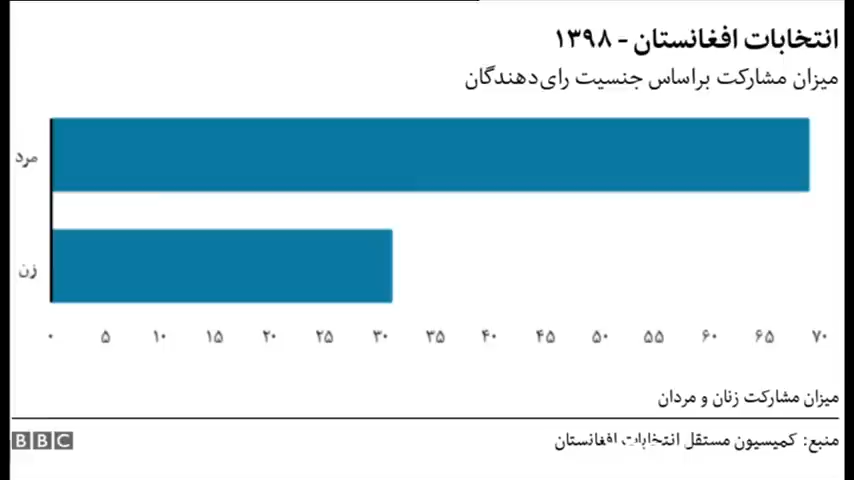 انتخابات افغانستان - ۱۳۹۸
میزان مشارکت براساس جنسیت رای‌دهندگان
مرد
زن
۰ ۵ ۱۰ ۱۵ ۲۰ ۲۵ ۳۰ ۳۵ ۴۰ ۴۵ ۵۰ ۵۵ ۶۰ ۶۵ ۷۰
میزان مشارکت زنان و مردان
منبع: کمیسیون مستقل انتخابات افغانستان
BBC